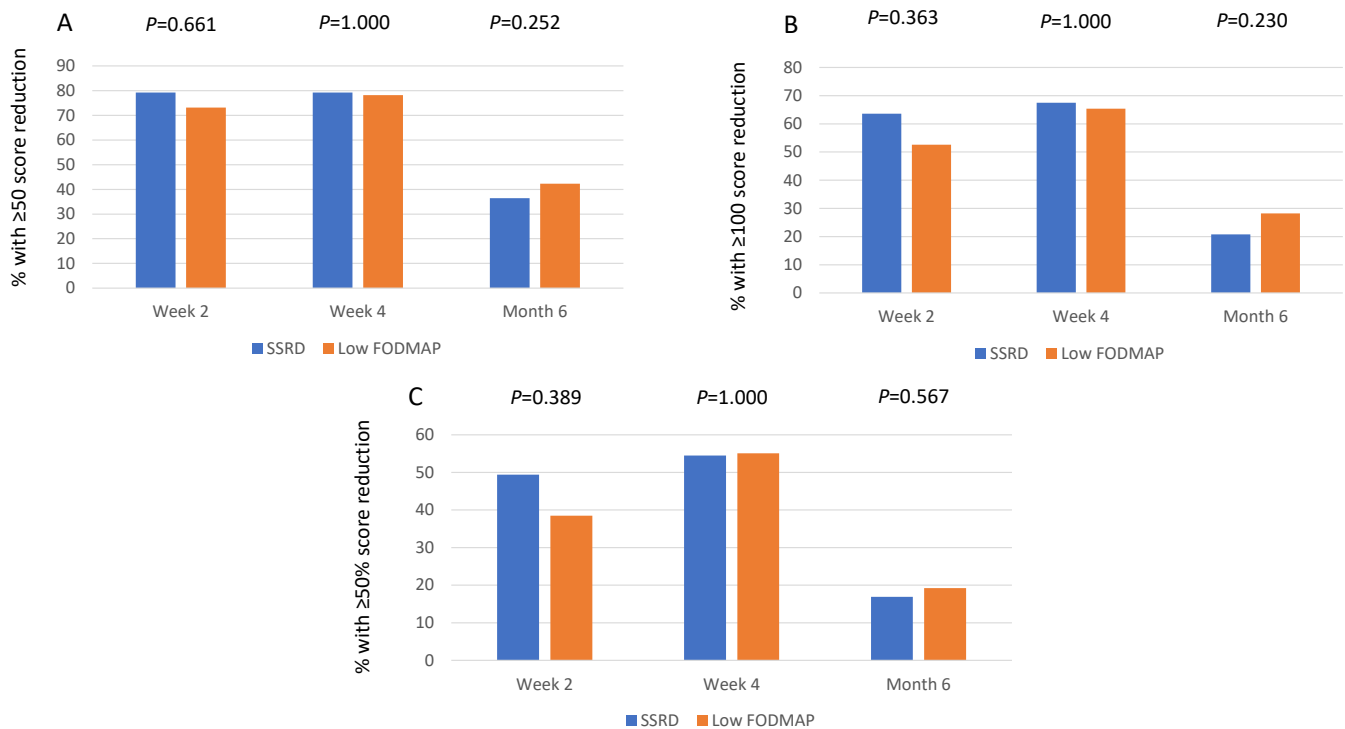 A P=0.661 P=1.000 P=0.252
% with ≥50 score reduction
90
80
70
60
50
40
30
20
10
0
Week 2 Week 4 Month 6
SSRD Low FODMAP
B P=0.363 P=1.000 P=0.230
% with ≥100 score reduction
80
70
60
50
40
30
20
10
0
Week 2 Week 4 Month 6
SSRD Low FODMAP
C P=0.389 P=1.000 P=0.567
% with ≥50% score reduction
60
50
40
30
20
10
0
Week 2 Week 4 Month 6
SSRD Low FODMAP